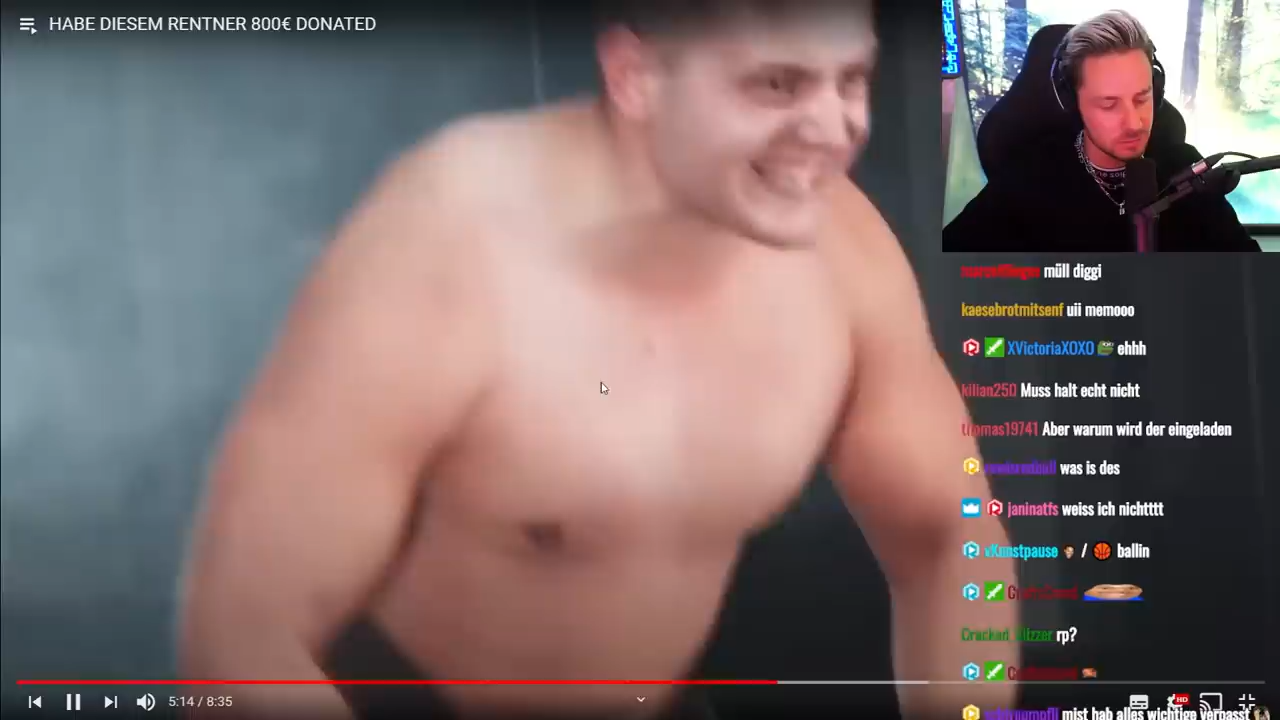 HABE DIESEM RENTNER 800€ DONATED
müll diggi
kaesebrotmitsenf uii memooo
XVictoriaXOXO ehhh
kilian250 Muss halt echt nicht
Aber warum wird der eingeladen
was is des
janinatfs weiss ich nichtttt
vKunstpause / ballin
rp?
mist hab alles wichtige verpasst
5:14 / 8:35
HD